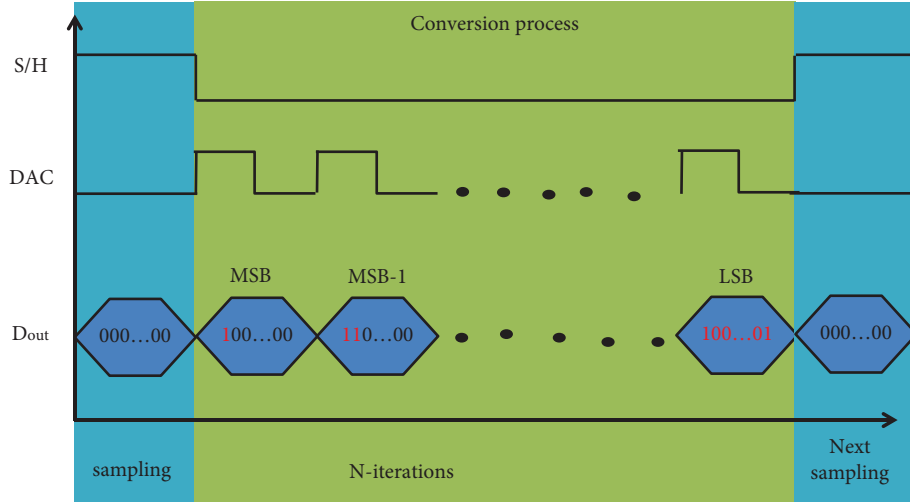 Conversion process
S/H
DAC
MSB
MSB-1
LSB
Dout
000...00
100...00
110...00
100...01
000...00
sampling
N-iterations
Next
sampling